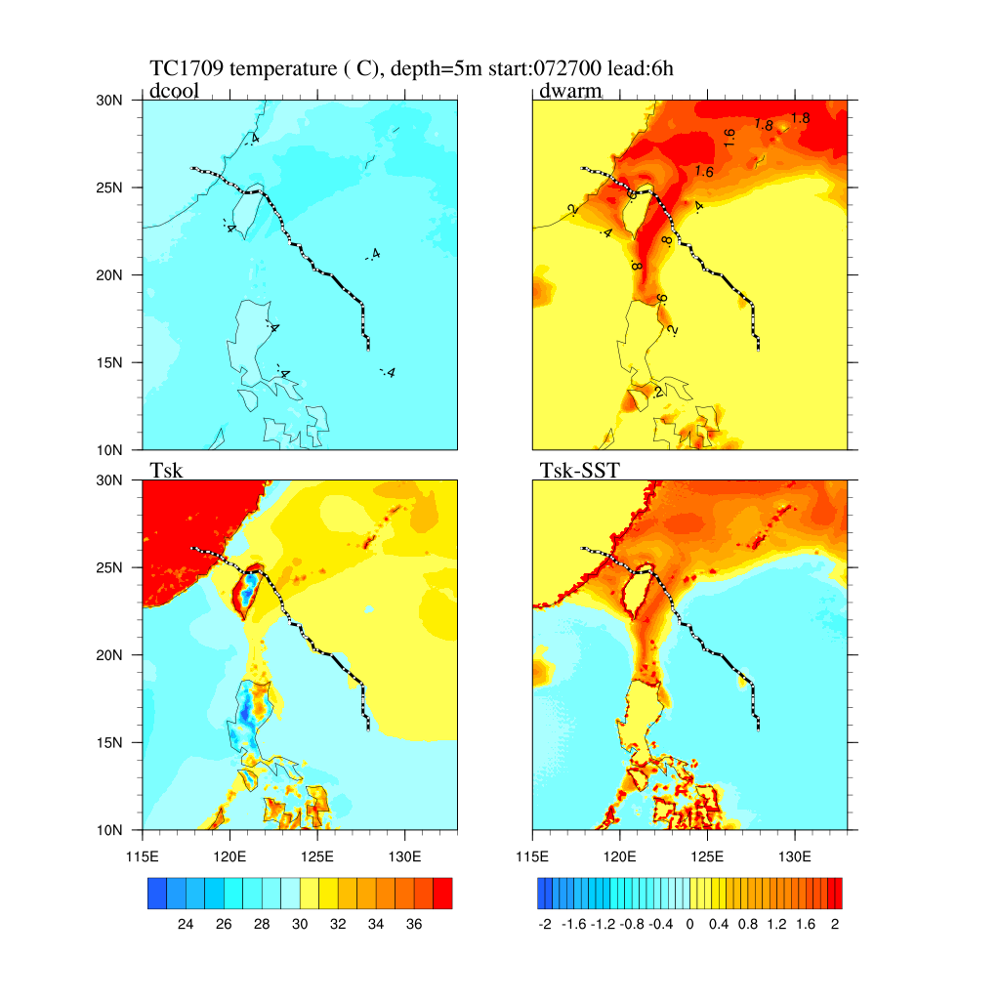 TC1709 temperature ( C), depth=5m start:072700 lead:6h
dcool dwarm
30N
25N
20N
15N
10N
-.4
-.4
-.4
-.4
-.4
-.4
1.8
1.8
1.6
1.6
.2
.6
.4
.4
.8
.8
.6
.2
.2
Tsk Tsk-SST
30N
25N
20N
15N
10N
115E 120E 125E 130E 115E 120E 125E 130E
24 26 28 30 32 34 36
-2 -1.6 -1.2 -0.8 -0.4 0 0.4 0.8 1.2 1.6 2